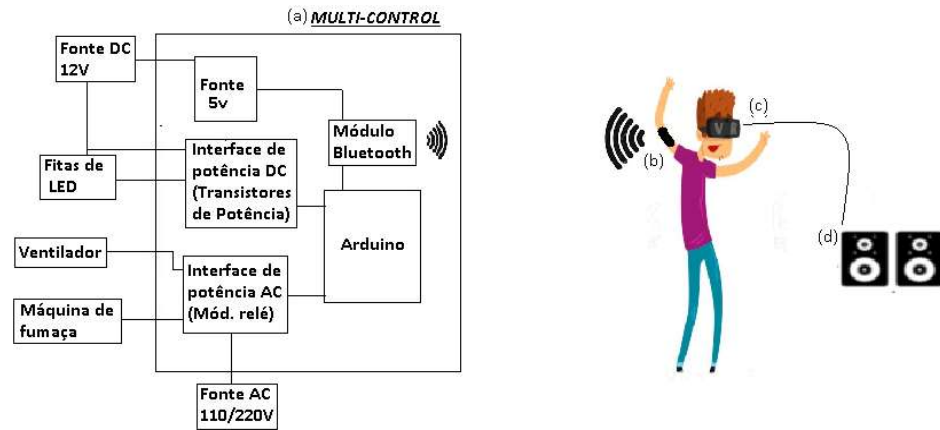 (a) MULTI-CONTROL
Fonte DC
12V
Fonte
5v
Módulo
Bluetooth
Fitas de
LED
Interface de
potência DC
(Transistores
de Potência)
Arduino
Ventilador
Interface de
potência AC
(Mód. relé)
Máquina de
fumaça
Fonte AC
110/220V
(b)
VR
(c)
(d)